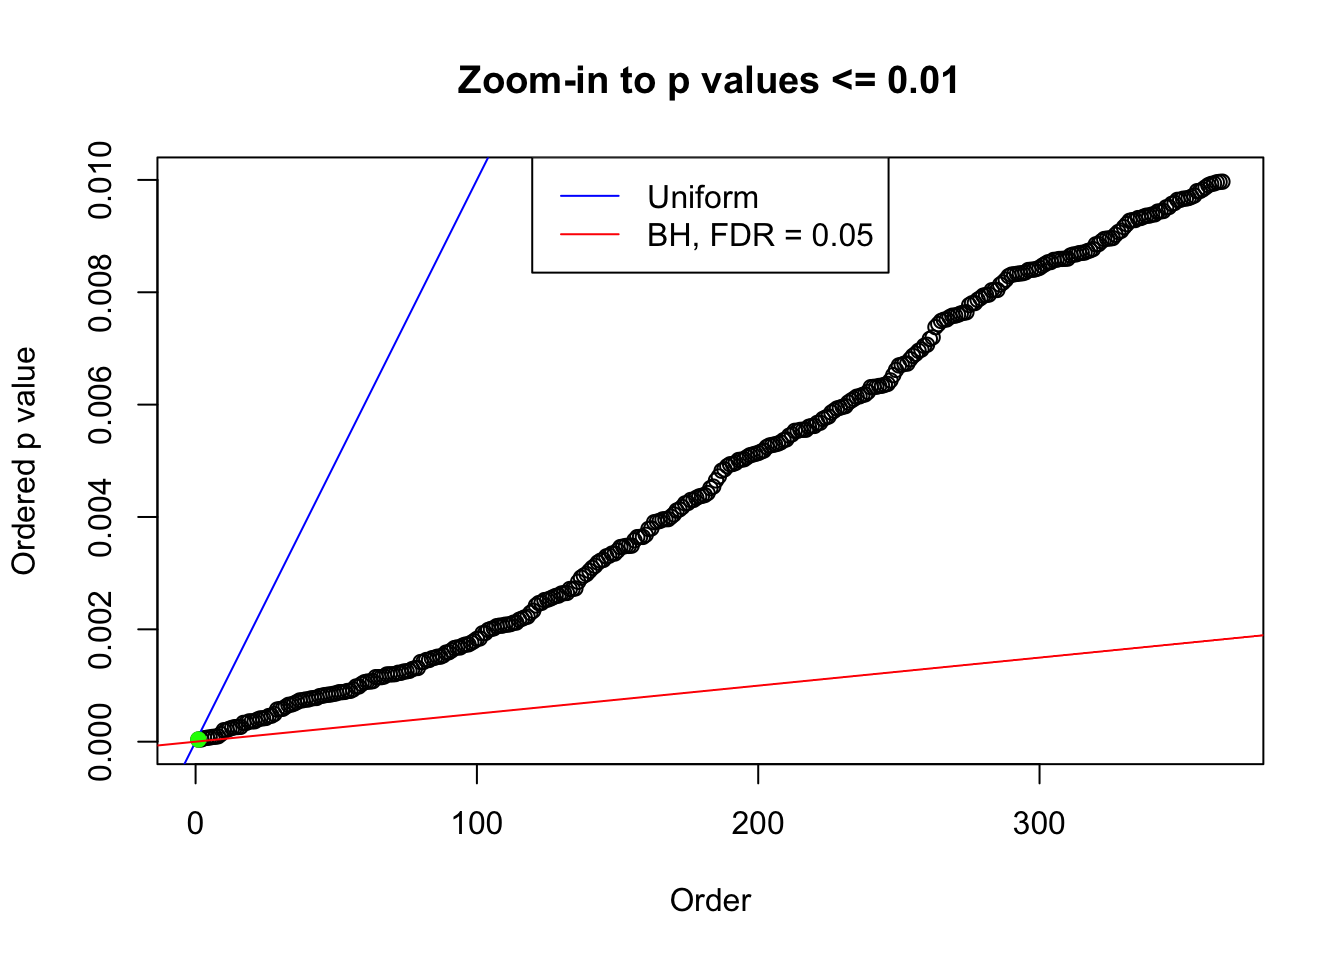 Zoom-in to p values <= 0.01
Uniform
BH, FDR = 0.05
Ordered p value
0.010
0.008
0.006
0.004
0.002
0.000
0
100
200
300
Order